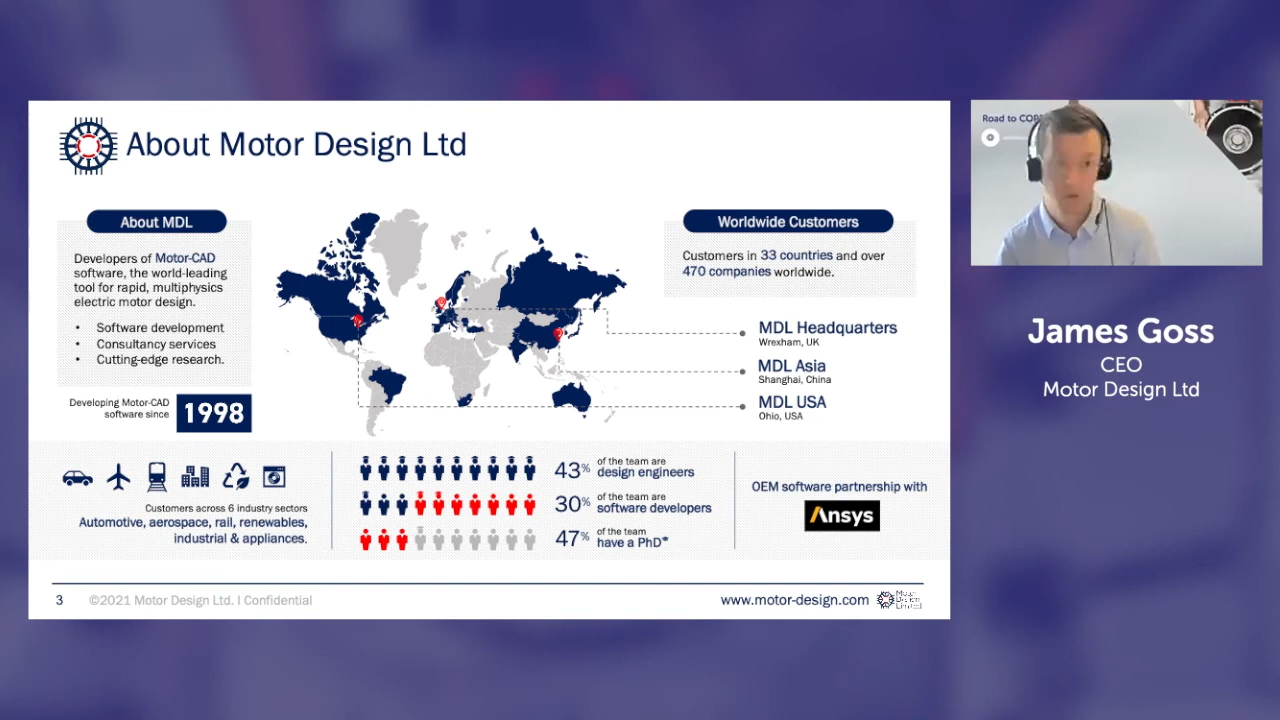 About Motor Design Ltd
About MDL
Developers of Motor-CAD
software, the world-leading
tool for rapid, multiphysics
electric motor design.
• Software development
• Consultancy services
• Cutting-edge research.
Developing Motor-CAD
software since
1998
Worldwide Customers
Customers in 33 countries and over
470 companies worldwide.
MDL Headquarters
Wrexham, UK
MDL Asia
Shanghai, China
MDL USA
Ohio, USA
Customers across 6 industry sectors
Automotive, aerospace, rail, renewables,
industrial & appliances.
43% of the team are
design engineers
30% of the team are
software developers
47% of the team
have a PhD*
OEM software partnership with
Ansys
3 ©2021 Motor Design Ltd. I Confidential
www.motor-design.com
Motor
Design
Limited
Road to
James Goss
CEO
Motor Design Ltd